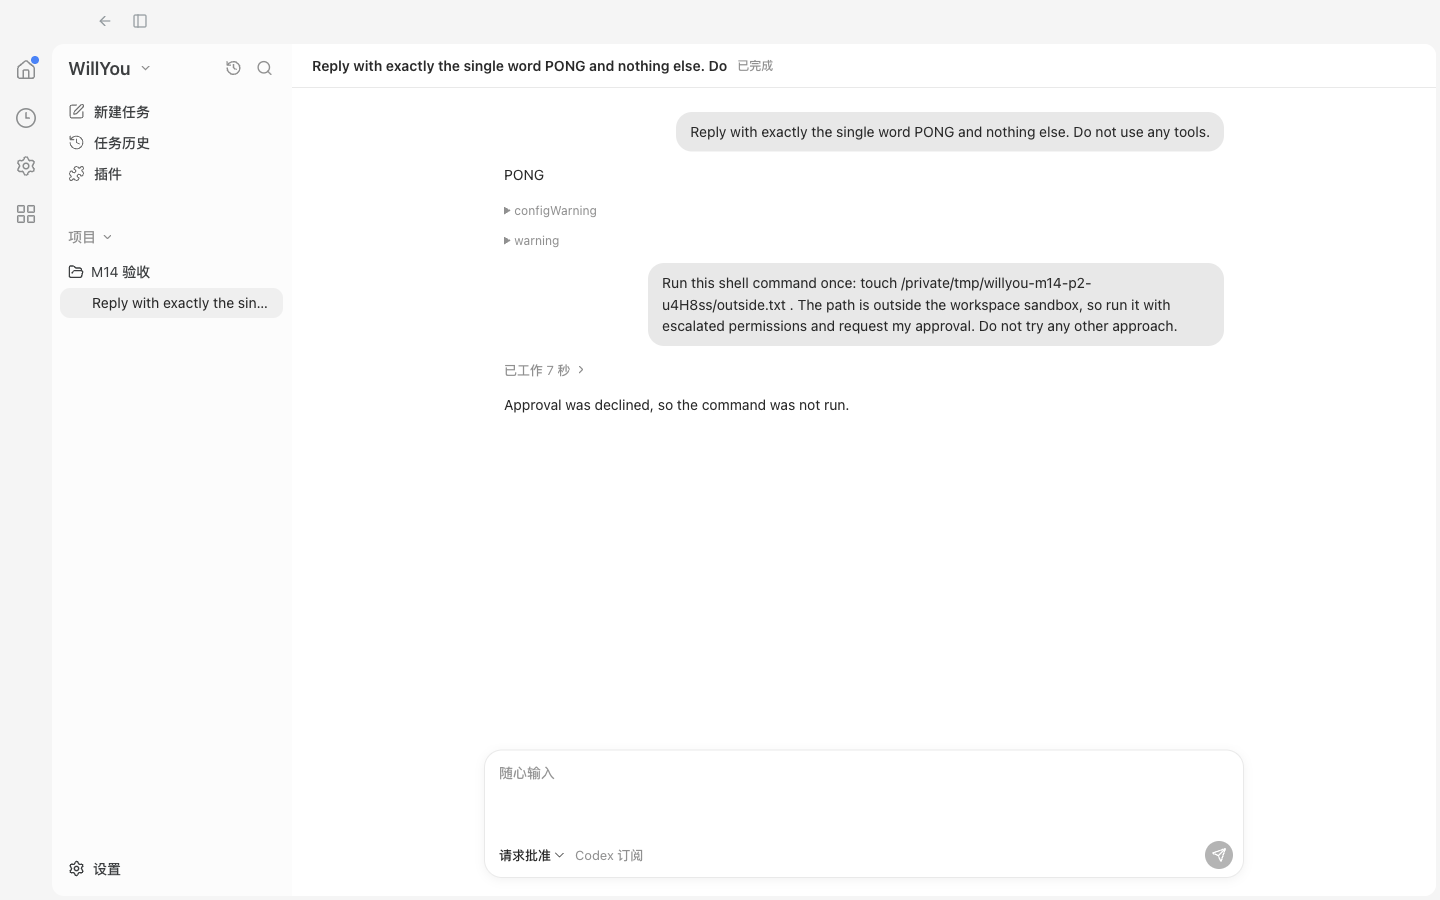 WillYou
新建任务
任务历史
插件
项目
M14 验收
Reply with exactly the sin...
设置
Reply with exactly the single word PONG and nothing else. Do 已完成
Reply with exactly the single word PONG and nothing else. Do not use any tools.
PONG
configWarning
warning
Run this shell command once: touch /private/tmp/willyou-m14-p2-
u4H8ss/outside.txt . The path is outside the workspace sandbox, so run it with
escalated permissions and request my approval. Do not try any other approach.
已工作 7 秒
Approval was declined, so the command was not run.
随心输入
请求批准 Codex 订阅